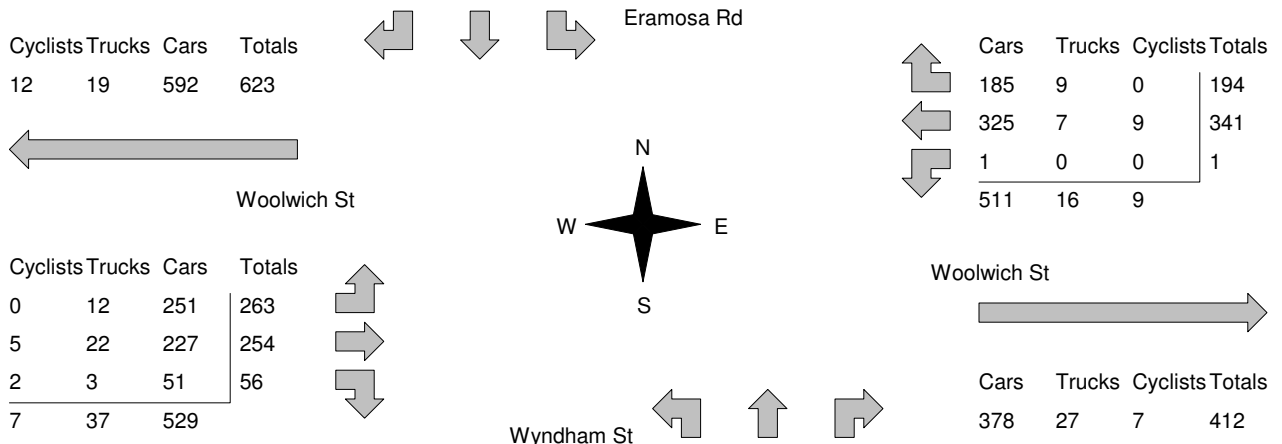 Eramosa Rd
Cyclists Trucks Cars Totals
12 19 592 623
Cars Trucks Cyclists Totals
185 9 0 194
325 7 9 341
1 0 0 1
511 16 9
N
W E
S
Woolwich St
Cyclists Trucks Cars Totals
0 12 251 263
5 22 227 254
2 3 51 56
7 37 529
Woolwich St
Cars Trucks Cyclists Totals
378 27 7 412
Wyndham St